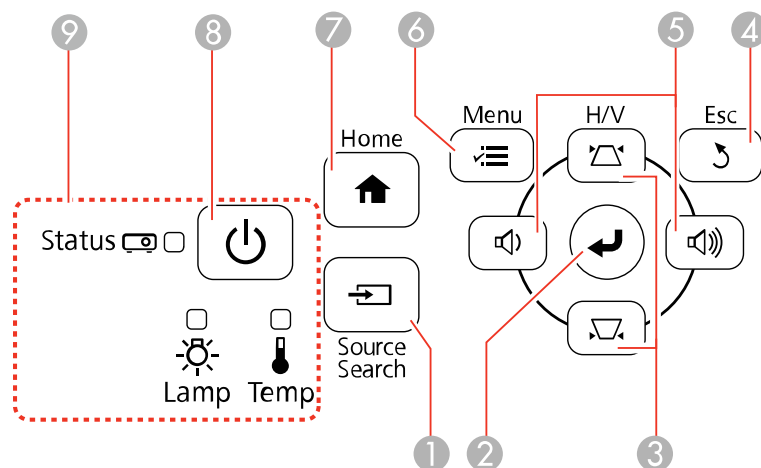 9
8
7
6
5
4
Menu
H/V
Esc
Home
Status
Source
Search
Lamp
Temp
1
2
3